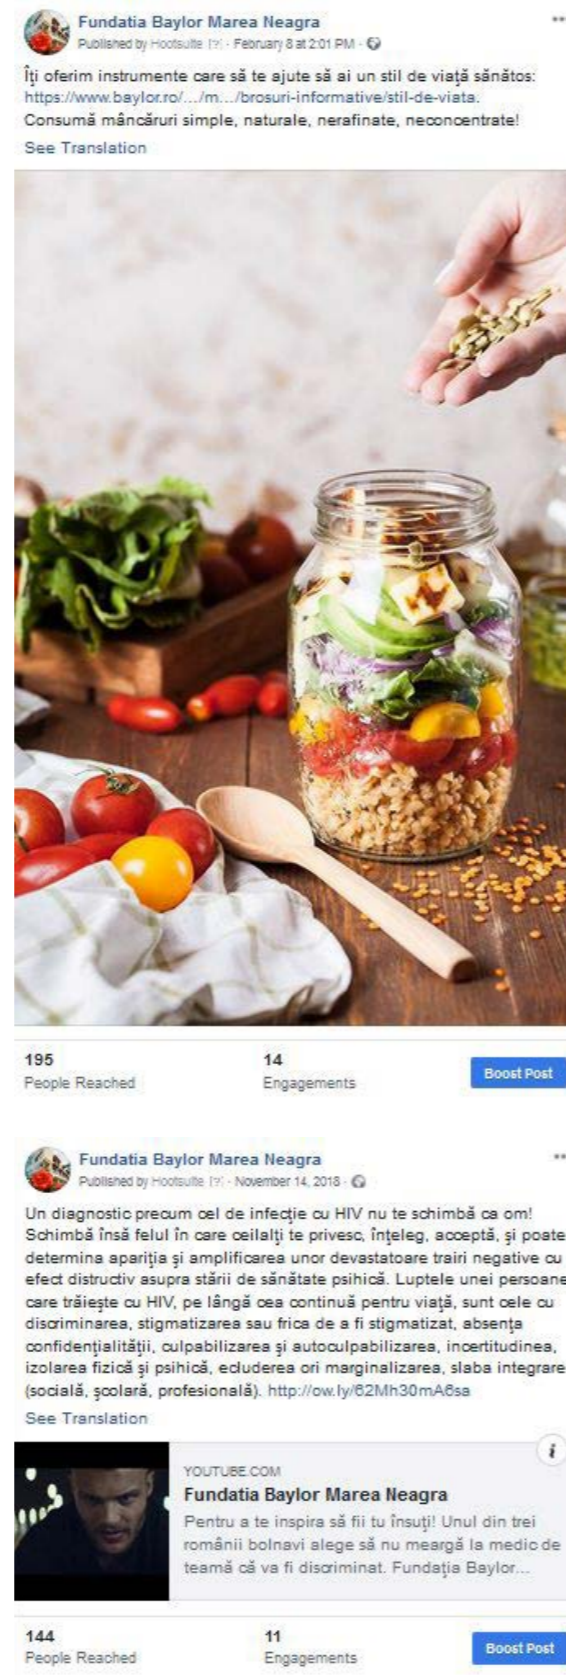 Fundatia Baylor Marea Neagra
Published by Hootsuite [?] · February 8 at 2:01 PM ·
Îți oferim instrumente care să te ajute să ai un stil de viață sănătos:
https://www.baylor.ro/.../m.../brosuri-informative/stil-de-viata.
Consumă mâncăruri simple, naturale, nerafinate, neconcentrate!
See Translation
195
14
People Reached
Engagements
Boost Post
Fundatia Baylor Marea Neagra
Published by Hootsuite [?] · November 14, 2018 ·
Un diagnostic precum cel de infecție cu HIV nu te schimbă ca om!
Schimbă însă felul în care ceilalți te privesc, înțeleg, acceptă, și poate
determina apariția și amplificarea unor devastatoare trairi negative cu
efect distructiv asupra stării de sănătate psihică. Luptele unei persoane
care trăiește cu HIV, pe lângă cea continuă pentru viață, sunt cele cu
discriminarea, stigmatizarea sau frica de a fi stigmatizat, absența
confidențialității, culpabilizarea și autoculpabilizarea, incertitudinea,
izolarea fizică și psihică, ecluderea ori marginalizarea, slaba integrare
(socială, școlară, profesională). http://ow.ly/62Mh30mA6sa
See Translation
i
YOUTUBE.COM
Fundatia Baylor Marea Neagra
Pentru a te inspira să fii tu însuți! Unul din trei
românii bolnavi alege să nu meargă la medic de
teamă că va fi discriminat. Fundația Baylor...
144
11
People Reached
Engagements
Boost Post